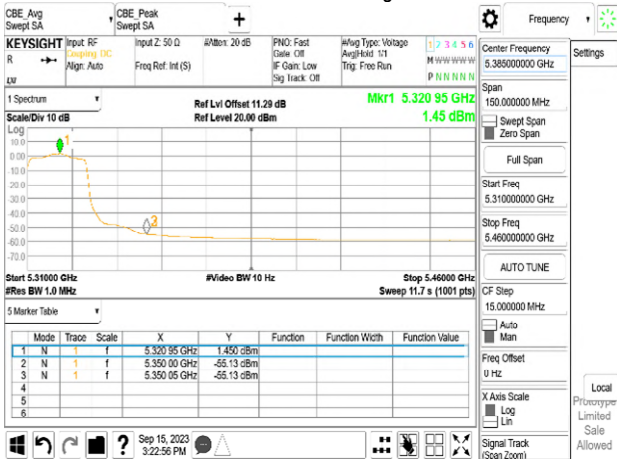 CBE_Avg
Swept SA
CBE_Peak
Swept SA
+
Frequency
KEYSIGHT
R
LXI
Input: RF
Coupling: DC
Align: Auto
Input Z: 50 Ω
Freq Ref: Int (S)
#Atten: 20 dB
PNO: Fast
Gate: Off
IF Gain: Low
Sig Track: Off
#Avg Type: Voltage
Avg|Hold: 1/1
Trig: Free Run
1 2 3 4 5 6
M W W W W W
P N N N N N
Center Frequency
5.385000000 GHz
Settings
1 Spectrum
Scale/Div 10 dB
Ref Lvl Offset 11.29 dB
Ref Level 20.00 dBm
Mkr1 5.320 95 GHz
1.45 dBm
Span
150.000000 MHz
Swept Span
Zero Span
Full Span
Start Freq
5.310000000 GHz
Stop Freq
5.460000000 GHz
AUTO TUNE
CF Step
15.000000 MHz
Auto
Man
Freq Offset
0 Hz
X Axis Scale
Log
Lin
Signal Track
(Span Zoom)
Local
Prototype
Limited
Sale
Allowed
Log
10.0
0.00
-10.0
-20.0
-30.0
-40.0
-50.0
-60.0
-70.0
1
3
Start 5.31000 GHz
#Video BW 10 Hz
Stop 5.46000 GHz
#Res BW 1.0 MHz
Sweep 11.7 s (1001 pts)
5 Marker Table
Mode Trace Scale X Y Function Function Width Function Value
1 N 1 f 5.320 95 GHz 1.450 dBm
2 N 1 f 5.350 00 GHz -55.13 dBm
3 N 1 f 5.350 05 GHz -55.13 dBm
4
5
6
?
Sep 15, 2023
3:22:56 PM